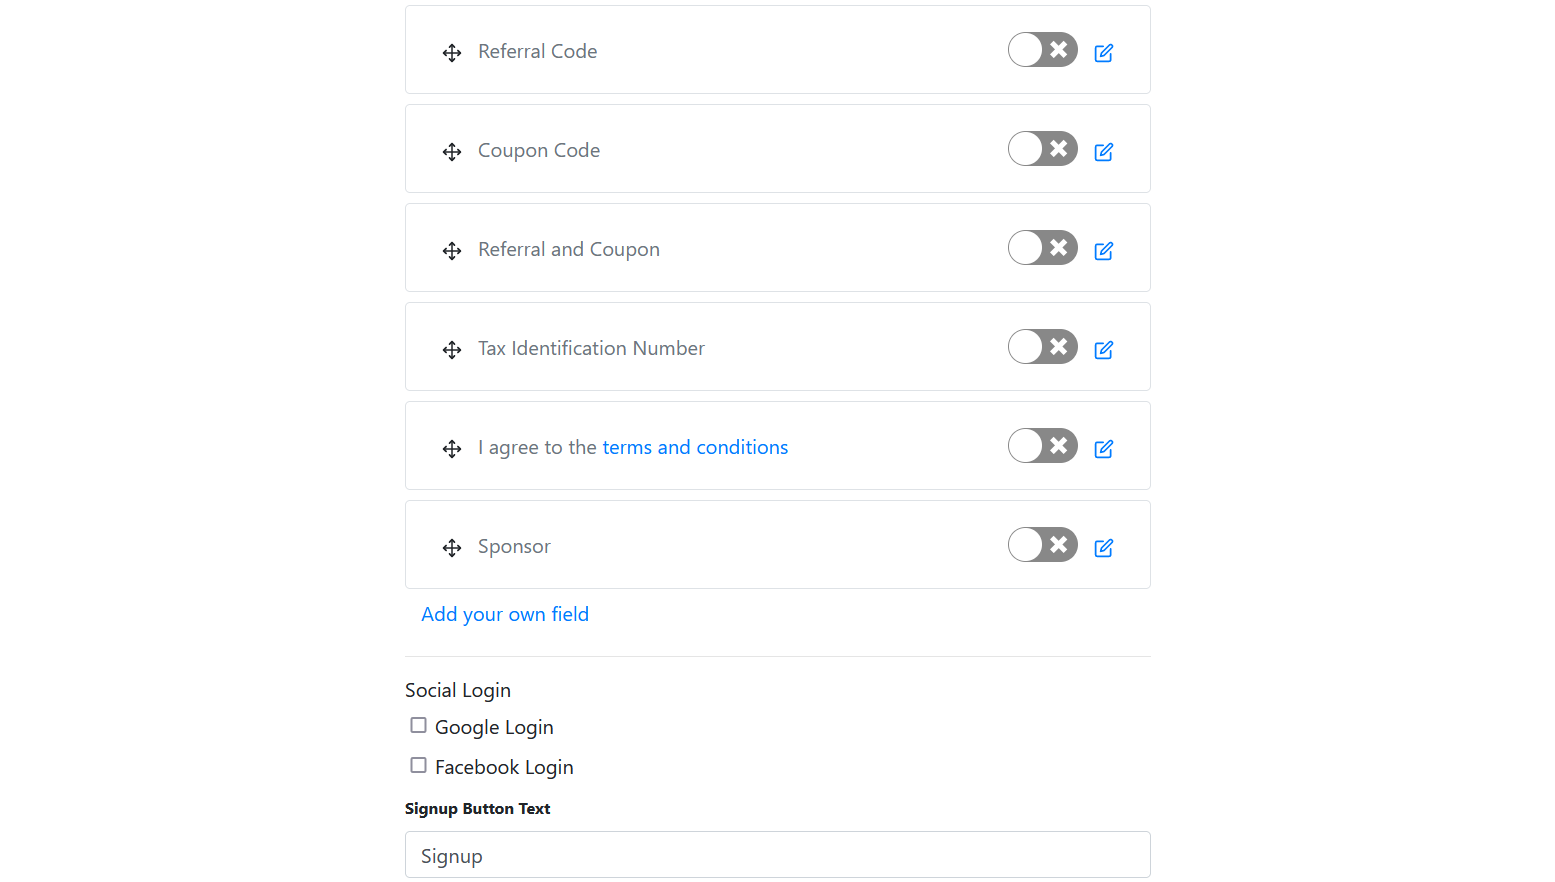 Referral Code
Coupon Code
Referral and Coupon
Tax Identification Number
I agree to the terms and conditions
Sponsor
Add your own field
Social Login
Google Login
Facebook Login
Signup Button Text
Signup